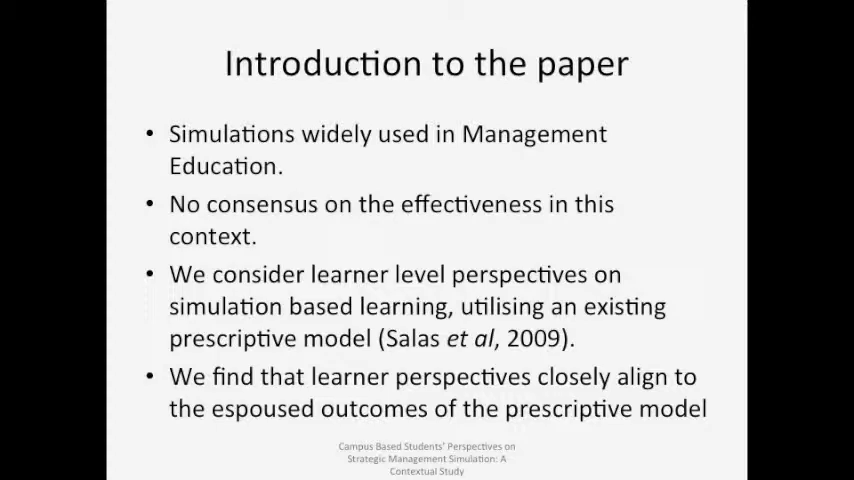 Introduction to the paper
• Simulations widely used in Management
Education.
• No consensus on the effectiveness in this
context.
• We consider learner level perspectives on
simulation based learning, utilising an existing
prescriptive model (Salas et al, 2009).
• We find that learner perspectives closely align to
the espoused outcomes of the prescriptive model
Campus Based Students' Perspectives on
Strategic Management Simulation: A
Contextual Study